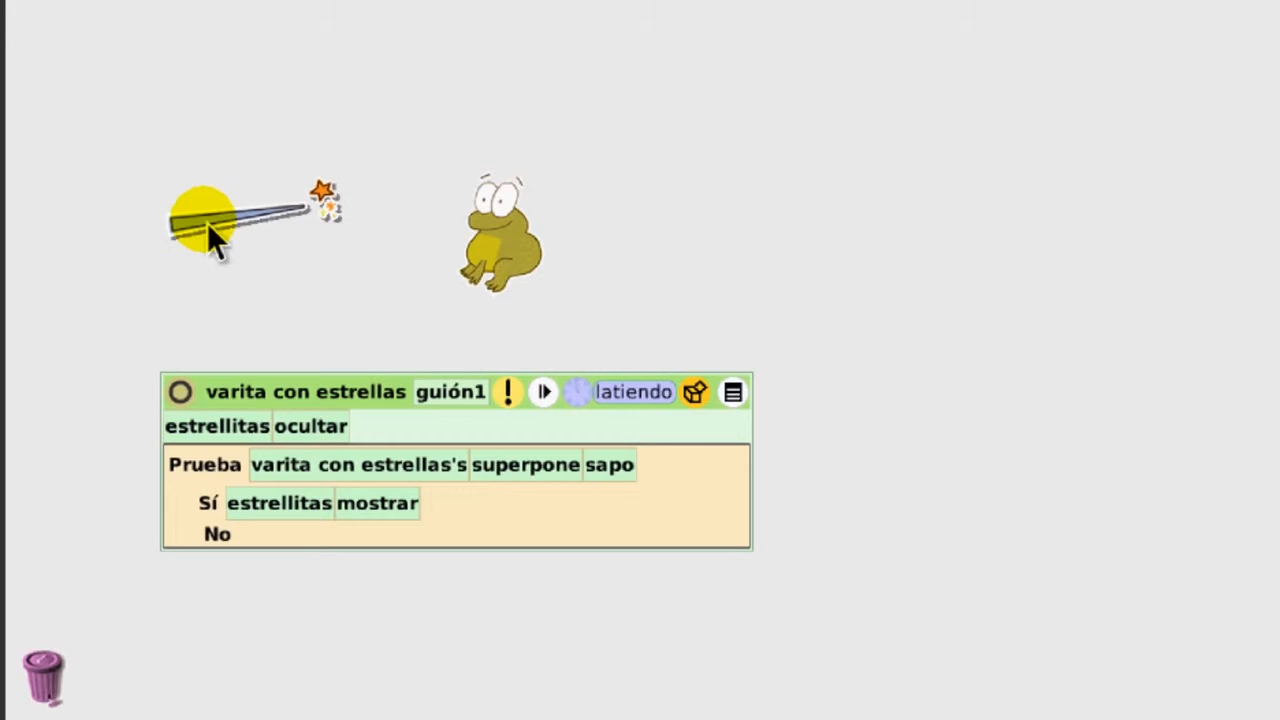 varita con estrellas guión1 ! latiendo
estrellitas ocultar
Prueba varita con estrellas's superpone sapo
Sí estrellitas mostrar
No